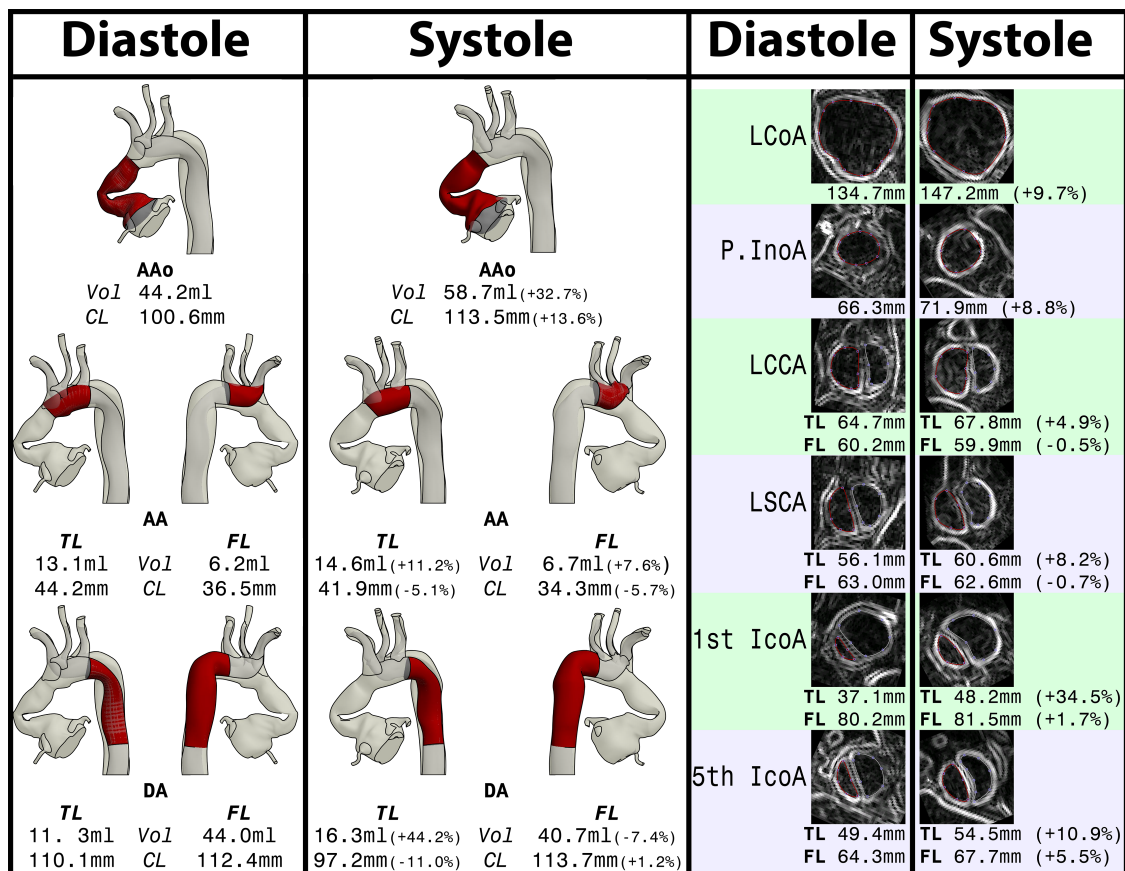 Diastole
Systole
Diastole
Systole
AAo
Vol 44.2ml
CL 100.6mm
AAo
Vol 58.7ml(+32.7%)
CL 113.5mm(+13.6%)
AA
TL FL
13.1ml Vol 6.2ml
44.2mm CL 36.5mm
AA
TL FL
14.6ml(+11.2%) Vol 6.7ml(+7.6%)
41.9mm(-5.1%) CL 34.3mm(-5.7%)
DA
TL FL
11. 3ml Vol 44.0ml
110.1mm CL 112.4mm
DA
TL FL
16.3ml(+44.2%) Vol 40.7ml(-7.4%)
97.2mm(-11.0%) CL 113.7mm(+1.2%)
LCoA
134.7mm 147.2mm (+9.7%)
P.InoA
66.3mm 71.9mm (+8.8%)
LCCA
TL 64.7mm TL 67.8mm (+4.9%)
FL 60.2mm FL 59.9mm (-0.5%)
LSCA
TL 56.1mm TL 60.6mm (+8.2%)
FL 63.0mm FL 62.6mm (-0.7%)
1st IcoA
TL 37.1mm TL 48.2mm (+34.5%)
FL 80.2mm FL 81.5mm (+1.7%)
5th IcoA
TL 49.4mm TL 54.5mm (+10.9%)
FL 64.3mm FL 67.7mm (+5.5%)